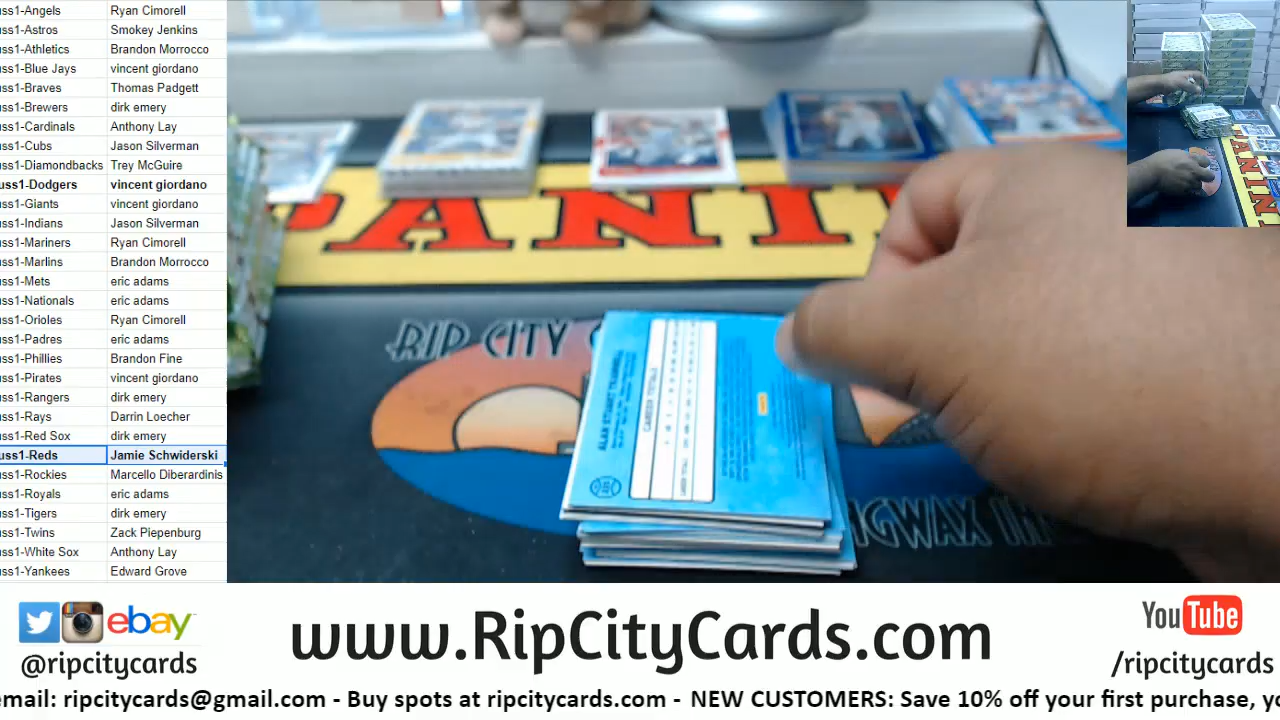 uss1-Angels Ryan Cimorell
uss1-Astros Smokey Jenkins
uss1-Athletics Brandon Morrocco
uss1-Blue Jays vincent giordano
uss1-Braves Thomas Padgett
uss1-Brewers dirk emery
uss1-Cardinals Anthony Lay
uss1-Cubs Jason Silverman
uss1-Diamondbacks Trey McGuire
uss1-Dodgers vincent giordano
uss1-Giants vincent giordano
uss1-Indians Jason Silverman
uss1-Mariners Ryan Cimorell
uss1-Marlins Brandon Morrocco
uss1-Mets eric adams
uss1-Nationals eric adams
uss1-Orioles Ryan Cimorell
uss1-Padres eric adams
uss1-Phillies Brandon Fine
uss1-Pirates vincent giordano
uss1-Rangers dirk emery
uss1-Rays Darrin Loecher
uss1-Red Sox dirk emery
uss1-Reds Jamie Schwiderski
uss1-Rockies Marcello Diberardinis
uss1-Royals eric adams
uss1-Tigers dirk emery
uss1-Twins Zack Piepenburg
uss1-White Sox Anthony Lay
uss1-Yankees Edward Grove
PANINI
RIP CITY
CAREER TOTALS
ebay
@ripcitycards
www.RipCityCards.com
YouTube
/ripcitycards
email: ripcitycards@gmail.com - Buy spots at ripcitycards.com - NEW CUSTOMERS: Save 10% off your first purchase,